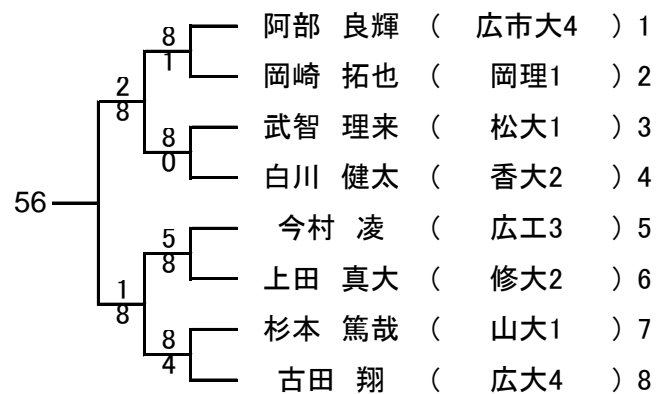 8 阿部 良輝 ( 広市大4 ) 1
1
岡崎 拓也 ( 岡理1 ) 2
2
8
8 武智 理来 ( 松大1 ) 3
0
白川 健太 ( 香大2 ) 4
56
5 今村 凌 ( 広工3 ) 5
8
上田 真大 ( 修大2 ) 6
1
8
8 杉本 篤哉 ( 山大1 ) 7
4
古田 翔 ( 広大4 ) 8